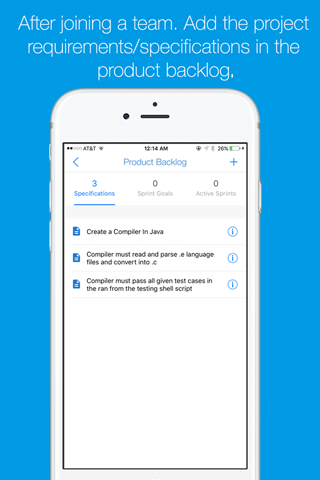 After joining a team. Add the project
requirements/specifications in the
product backlog,
AT&T 12:14 AM 26%
Product Backlog
3 0 0
Specifications Sprint Goals Active Sprints
Create a Compiler In Java
Compiler must read and parse .e language
files and convert into .c
Compiler must pass all given test cases in
the ran from the testing shell script